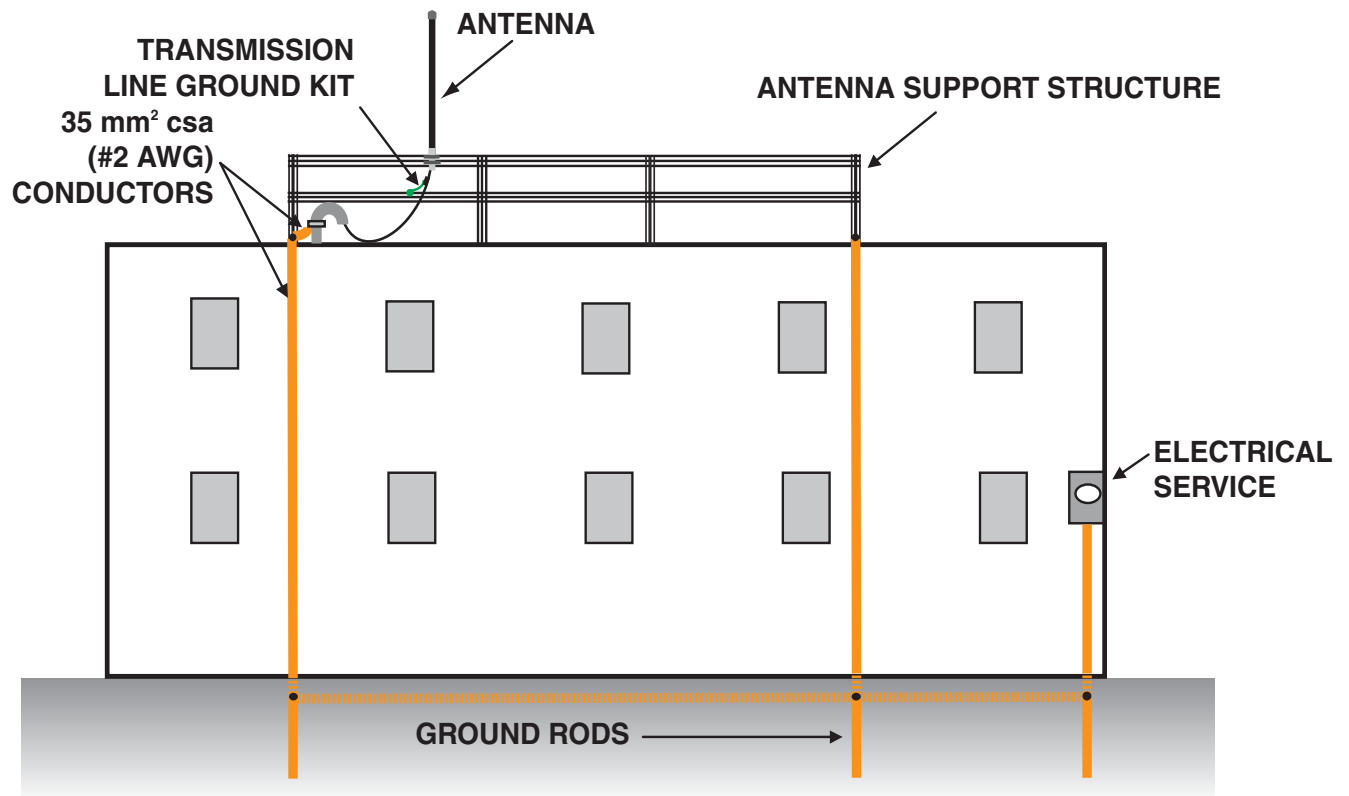 ANTENNA
TRANSMISSION
LINE GROUND KIT
ANTENNA SUPPORT STRUCTURE
35 mm² csa
(#2 AWG)
CONDUCTORS
ELECTRICAL
SERVICE
GROUND RODS